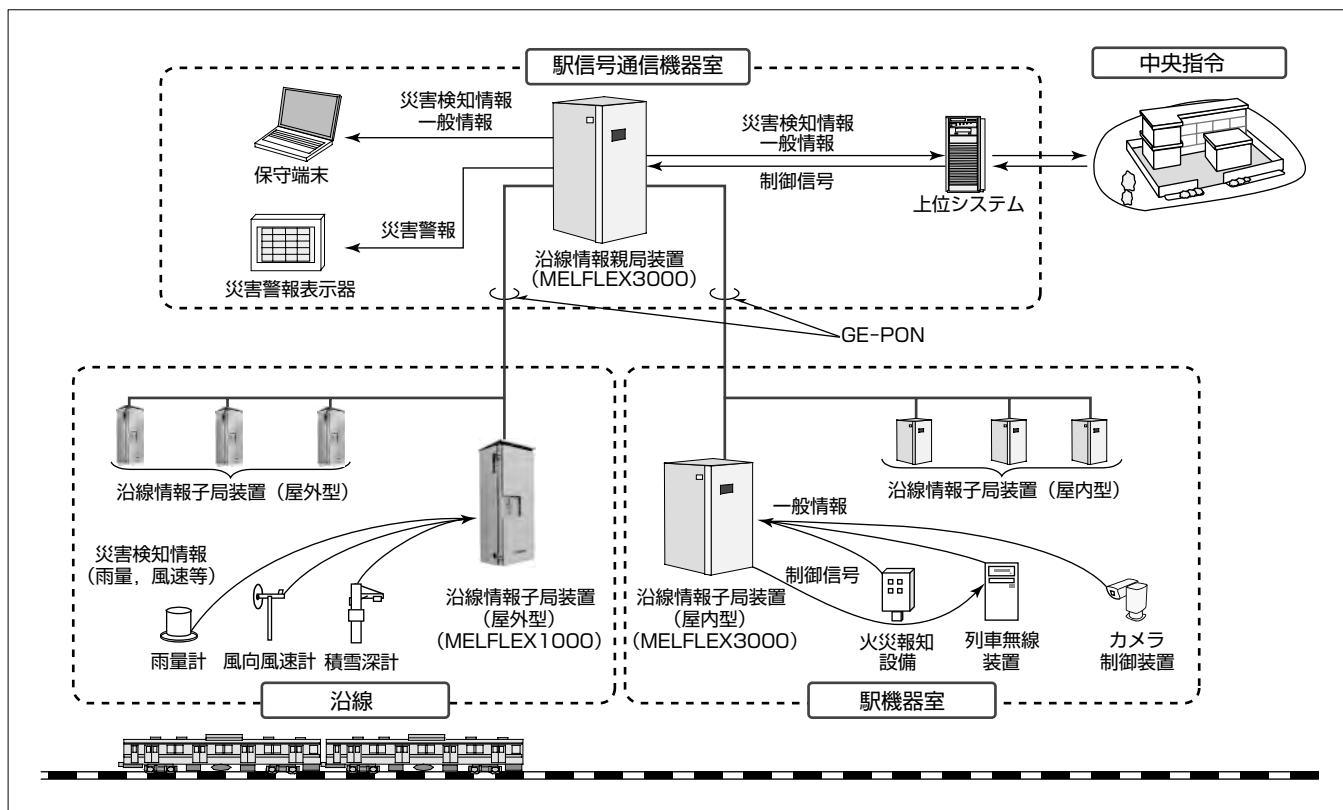 駅信号通信機器室
中央指令
災害検知情報
一般情報
保守端末
災害検知情報
一般情報
制御信号
上位システム
災害警報
災害警報表示器
沿線情報親局装置
（MELFLEX3000）
GE-PON
沿線情報子局装置（屋外型）
災害検知情報
（雨量，風速等）
雨量計
風向風速計
積雪深計
沿線情報子局装置
（屋外型）
（MELFLEX1000）
沿線
沿線情報子局装置（屋内型）
一般情報
制御信号
沿線情報子局装置
（屋内型）
（MELFLEX3000）
火災報知
設備
列車無線
装置
カメラ
制御装置
駅機器室